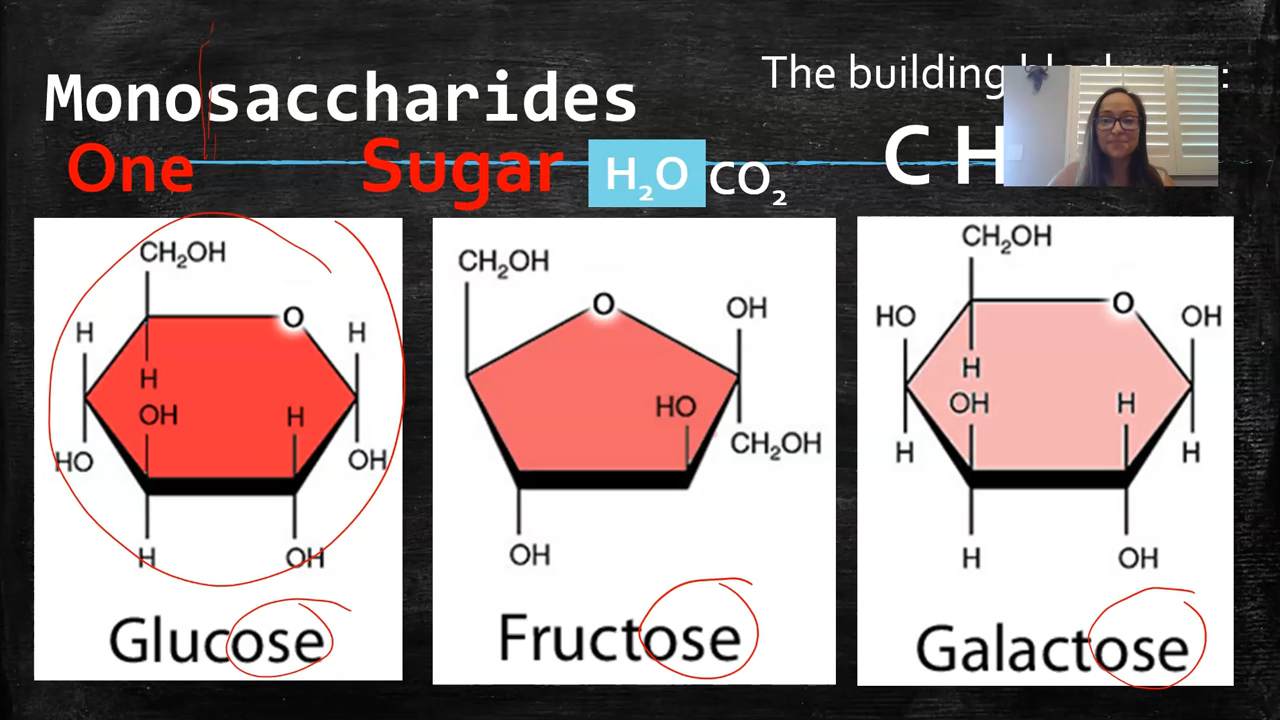 Monosaccharides
The building
One Sugar H₂O CO₂ C H
CH₂OH
O
H
H
H
OH
H
HO
OH
H
OH
Glucose
CH₂OH
O
OH
HO
CH₂OH
OH
Fructose
CH₂OH
HO
O
OH
H
OH
H
H
H
H
OH
Galactose